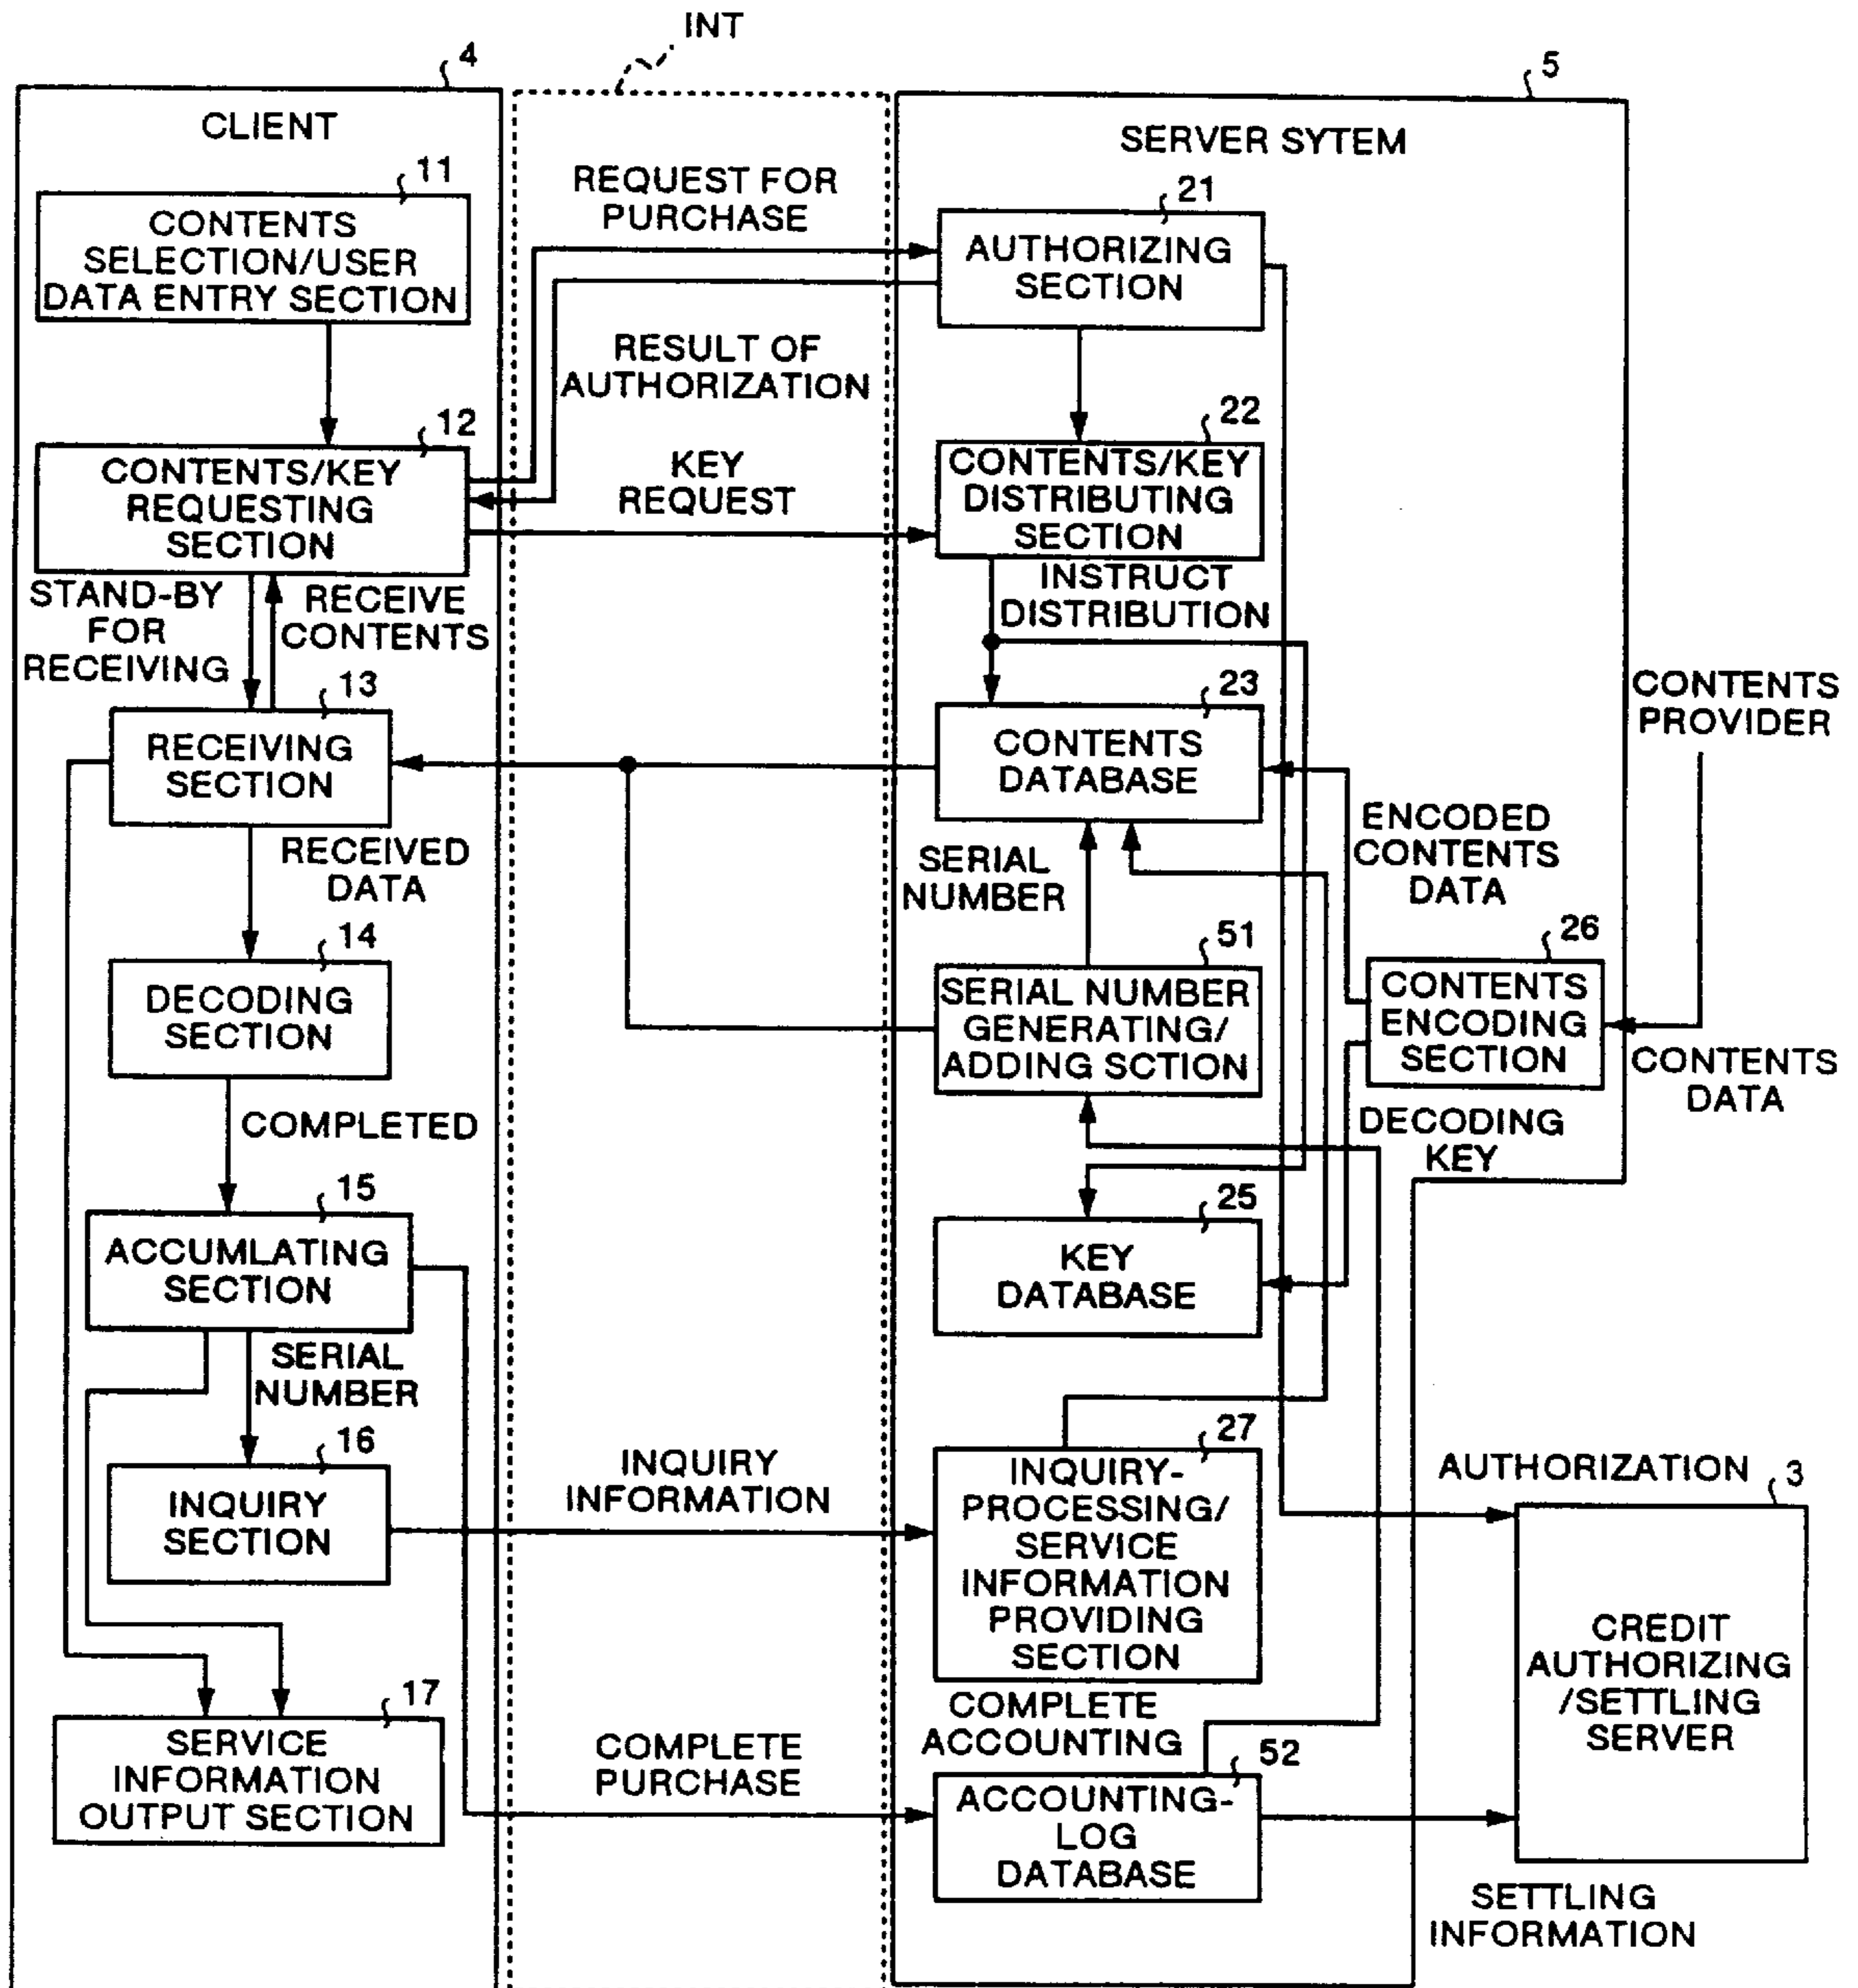 INT
4
5
CLIENT
SERVER SYTEM
11
CONTENTS
SELECTION/USER
DATA ENTRY SECTION
REQUEST FOR
PURCHASE
21
AUTHORIZING
SECTION
RESULT OF
AUTHORIZATION
12
CONTENTS/KEY
REQUESTING
SECTION
KEY
REQUEST
22
CONTENTS/KEY
DISTRIBUTING
SECTION
STAND-BY
FOR
RECEIVING
RECEIVE
CONTENTS
INSTRUCT
DISTRIBUTION
13
RECEIVING
SECTION
23
CONTENTS
DATABASE
CONTENTS
PROVIDER
RECEIVED
DATA
SERIAL
NUMBER
ENCODED
CONTENTS
DATA
14
DECODING
SECTION
51
SERIAL NUMBER
GENERATING/
ADDING SCTION
26
CONTENTS
ENCODING
SECTION
CONTENTS
DATA
COMPLETED
DECODING
KEY
15
ACCUMLATING
SECTION
25
KEY
DATABASE
SERIAL
NUMBER
16
INQUIRY
SECTION
INQUIRY
INFORMATION
27
INQUIRY-
PROCESSING/
SERVICE
INFORMATION
PROVIDING
SECTION
AUTHORIZATION
3
CREDIT
AUTHORIZING
/SETTLING
SERVER
17
SERVICE
INFORMATION
OUTPUT SECTION
COMPLETE
PURCHASE
COMPLETE
ACCOUNTING
52
ACCOUNTING-
LOG
DATABASE
SETTLING
INFORMATION